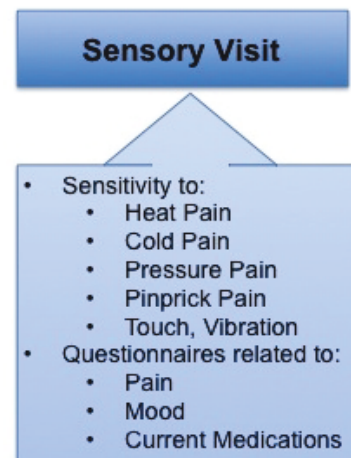 Sensory Visit
• Sensitivity to:
• Heat Pain
• Cold Pain
• Pressure Pain
• Pinprick Pain
• Touch, Vibration
• Questionnaires related to:
• Pain
• Mood
• Current Medications